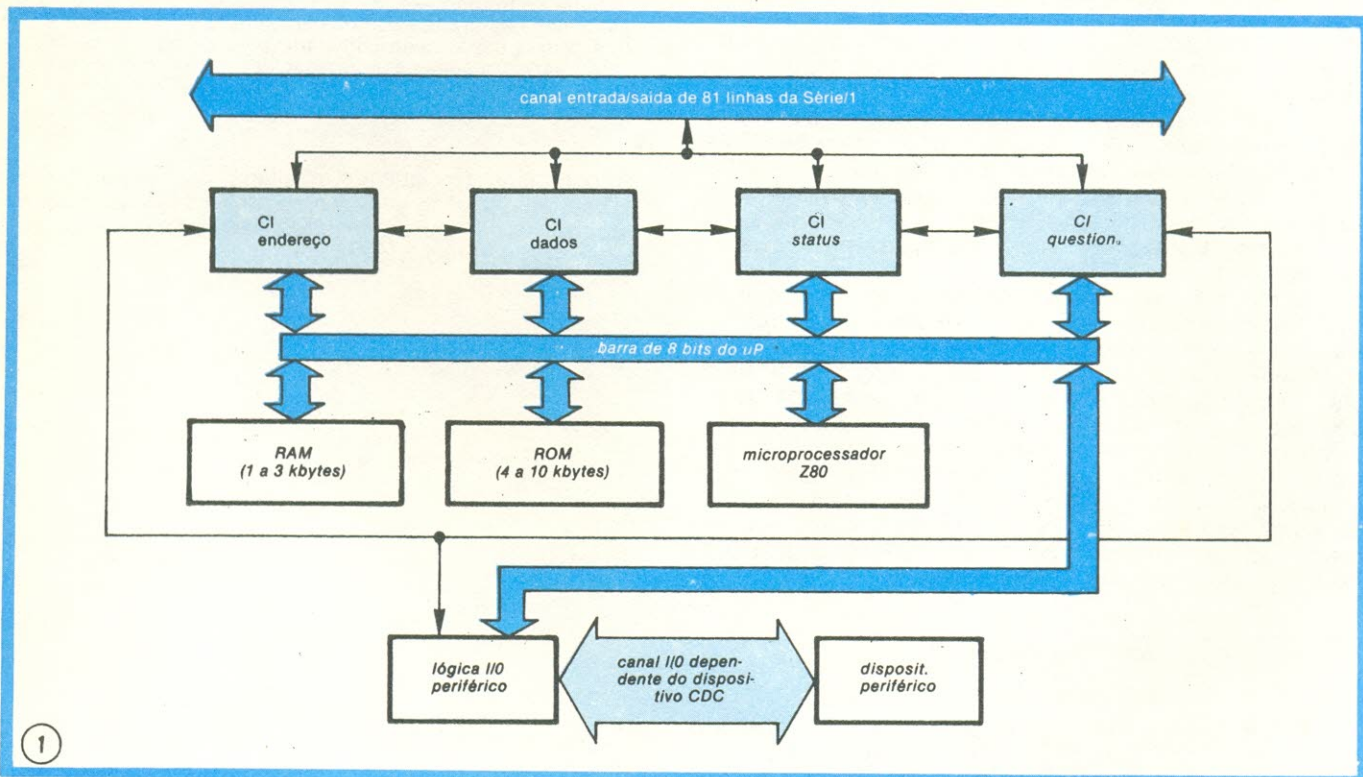 canal entrada/saída de 81 linhas da Série/1
CI
endereço
CI
dados
CI
status
CI
question.
barra de 8 bits do uP
RAM
(1 a 3 kbytes)
ROM
(4 a 10 kbytes)
microprocessador
Z80
lógica I/0
periférico
canal I/0 depen-
dente do disposi-
tivo CDC
disposit.
periférico
1